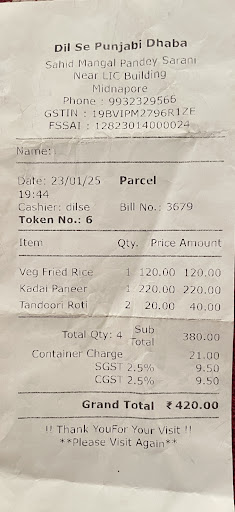 Dil Se Punjabi Dhaba
Sahid Mangal Pandey Sarani
Near LIC Building
Midnapore
Phone : 9932329566
GSTIN : 19BVIPM2796R1ZF
FSSAI : 12823014000024
Name:
Date: 23/01/25 Parcel
19:44
Cashier: dilse Bill No.: 3679
Token No.: 6
Item Qty. Price Amount
Veg Fried Rice 1 120.00 120.00
Kadai Paneer 1 220.00 220.00
Tandoori Roti 2 20.00 40.00
Total Qty: 4 Sub Total 380.00
Container Charge 21.00
SGST 2.5% 9.50
CGST 2.5% 9.50
Grand Total ₹420.00
!! Thank YouFor Your Visit !!
**Please Visit Again**